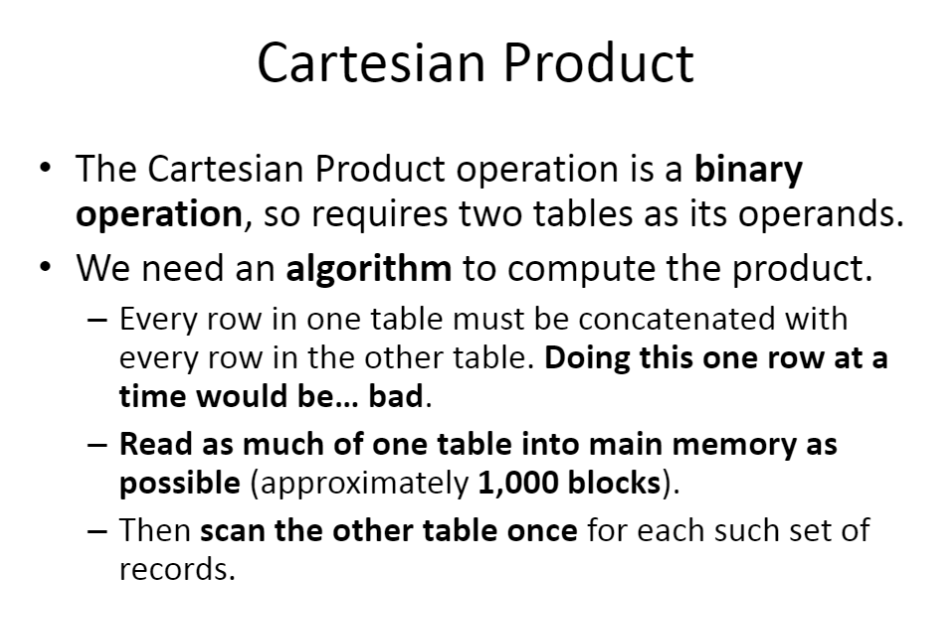 Cartesian Product
• The Cartesian Product operation is a binary
operation, so requires two tables as its operands.
• We need an algorithm to compute the product.
– Every row in one table must be concatenated with
every row in the other table. Doing this one row at a
time would be… bad.
– Read as much of one table into main memory as
possible (approximately 1,000 blocks).
– Then scan the other table once for each such set of
records.